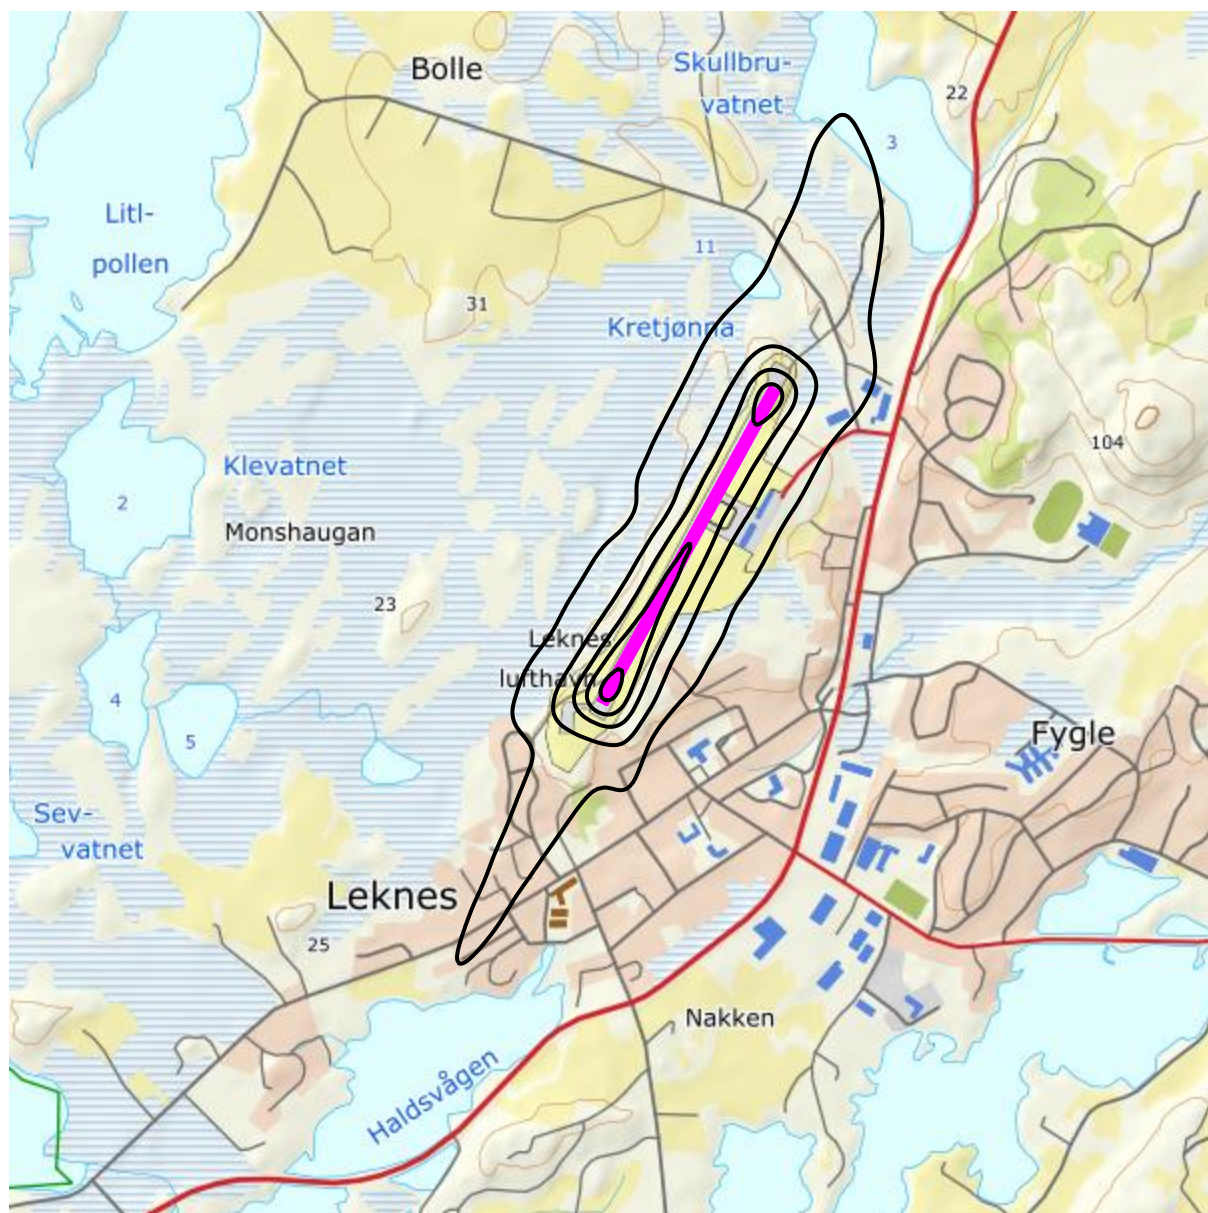 Bolle
Skullbru-
vatnet
22
3
Litl-
pollen
11
31
Kretjønna
104
Klevatnet
2
Monshaugan
23
Leknes
lufthavn
4
5
Fygle
Sev-
vatnet
Leknes
25
Nakken
Haldsvågen